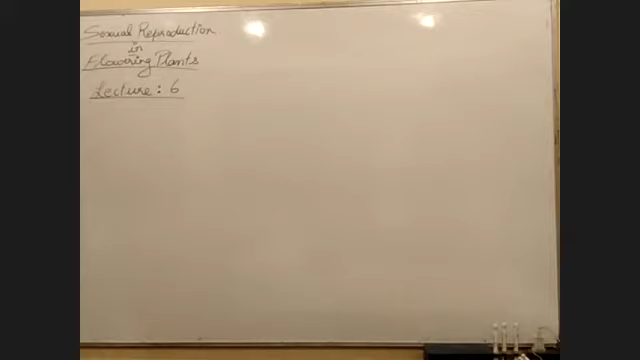 Sexual Reproduction
in
Flowering Plants
Lecture : 6